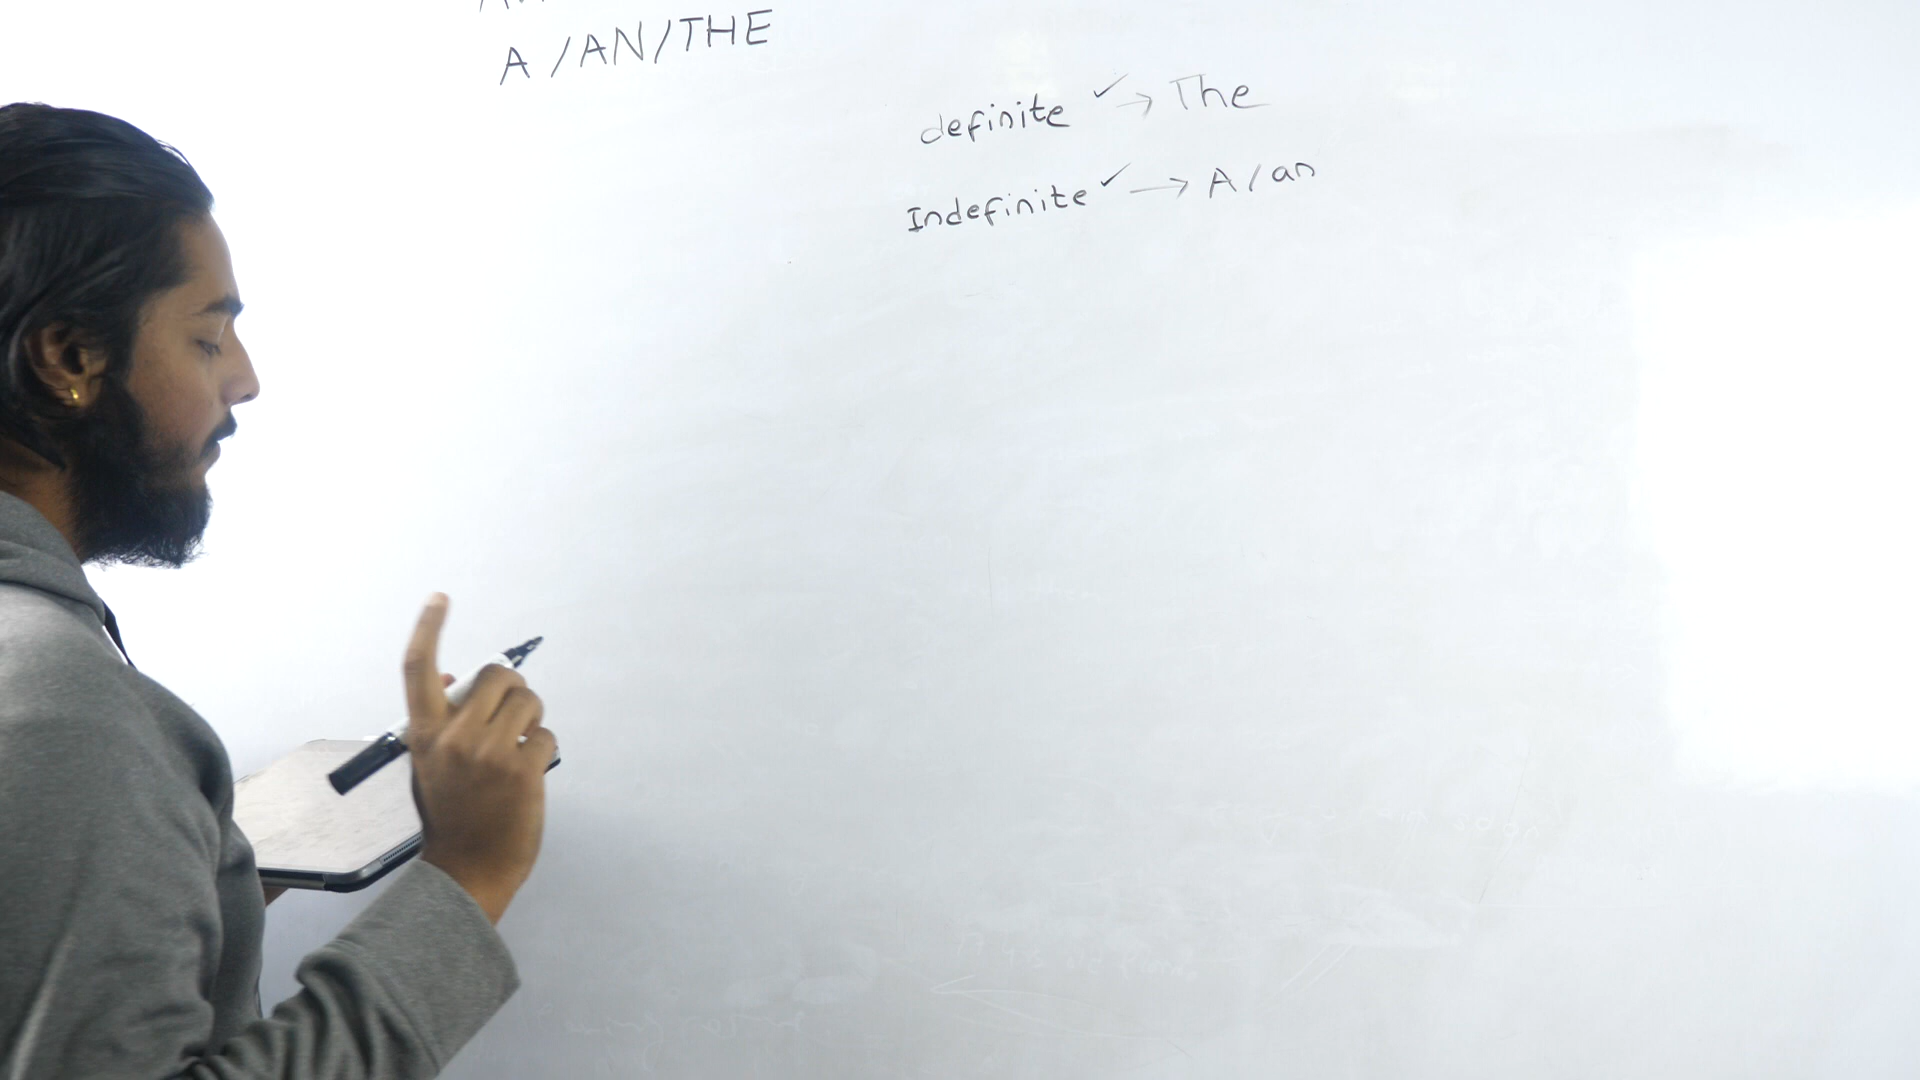 A/AN/THE
definite ✓→ The
Indefinite ✓→ A/an